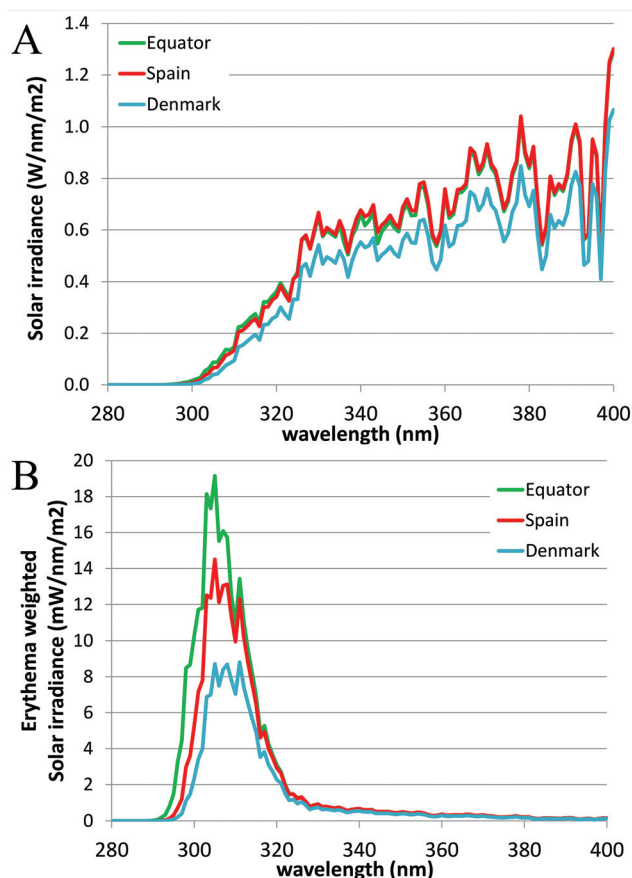 A
1.4
1.2
1.0
0.8
0.6
0.4
0.2
0.0
Solar irradiance (W/nm/m2)
Equator
Spain
Denmark
280 300 320 340 360 380 400
wavelength (nm)
B
20
18
16
14
12
10
8
6
4
2
0
Erythema weighted
Solar irradiance (mW/nm/m2)
Equator
Spain
Denmark
280 300 320 340 360 380 400
wavelength (nm)